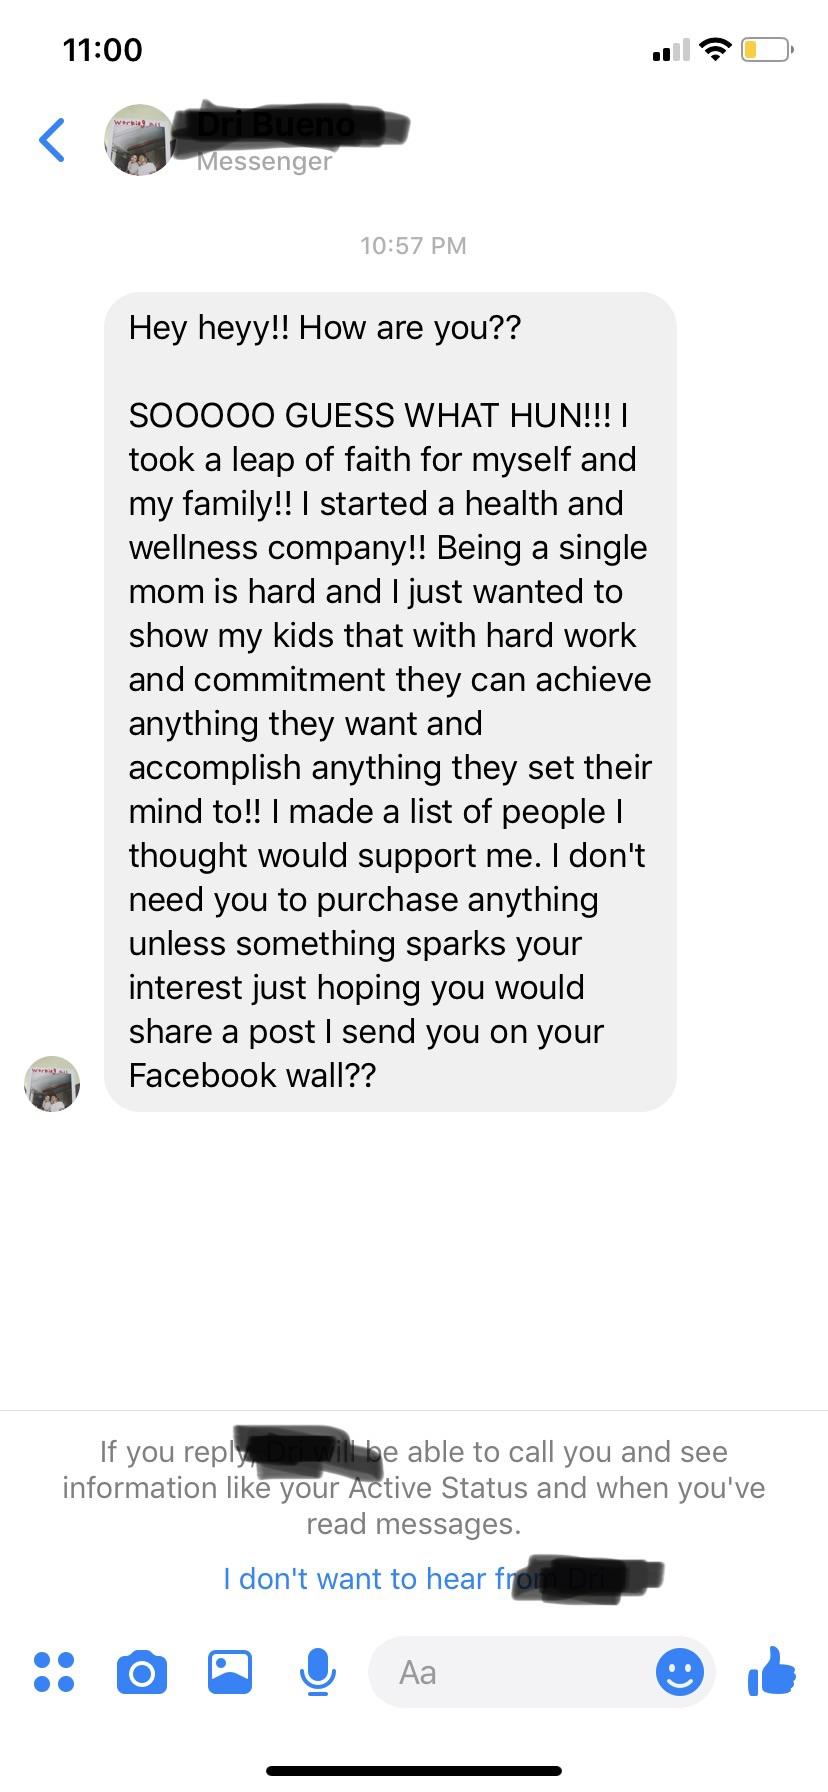 11:00
Messenger
10:57 PM
Hey heyy!! How are you??
SOOOOO GUESS WHAT HUN!!! I
took a leap of faith for myself and
my family!! I started a health and
wellness company!! Being a single
mom is hard and I just wanted to
show my kids that with hard work
and commitment they can achieve
anything they want and
accomplish anything they set their
mind to!! I made a list of people I
thought would support me. I don't
need you to purchase anything
unless something sparks your
interest just hoping you would
share a post I send you on your
Facebook wall??
If you reply, will be able to call you and see
information like your Active Status and when you've
read messages.
I don't want to hear from
Aa